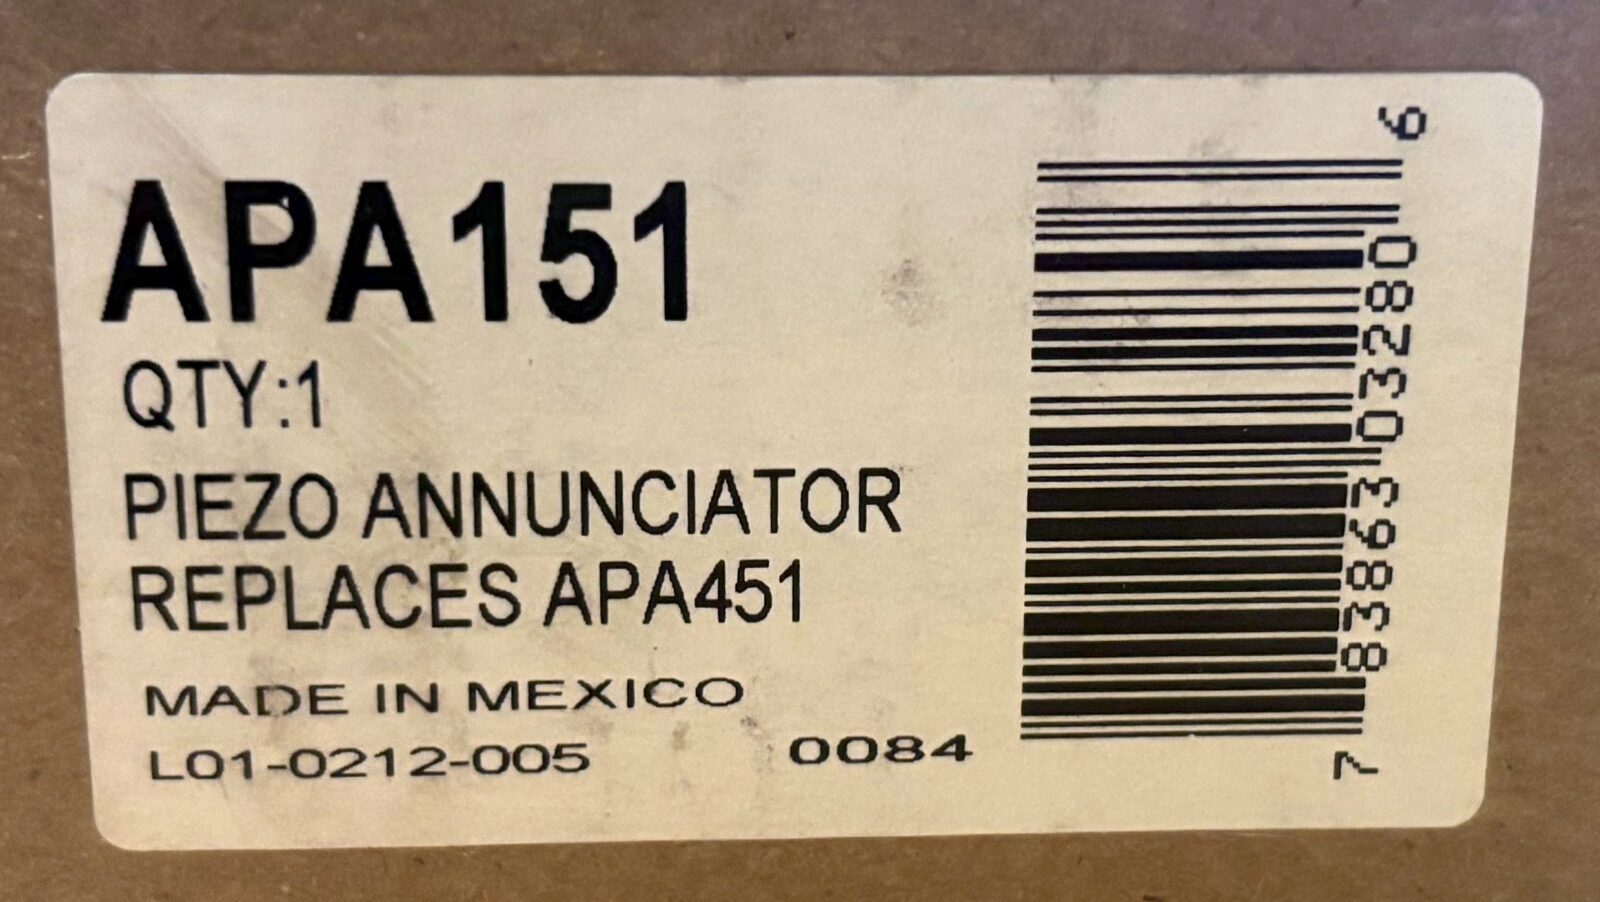 APA151
QTY:1
PIEZO ANNUNCIATOR
REPLACES APA451
MADE IN MEXICO
L01-0212-005 0084
7 83863 03280 6